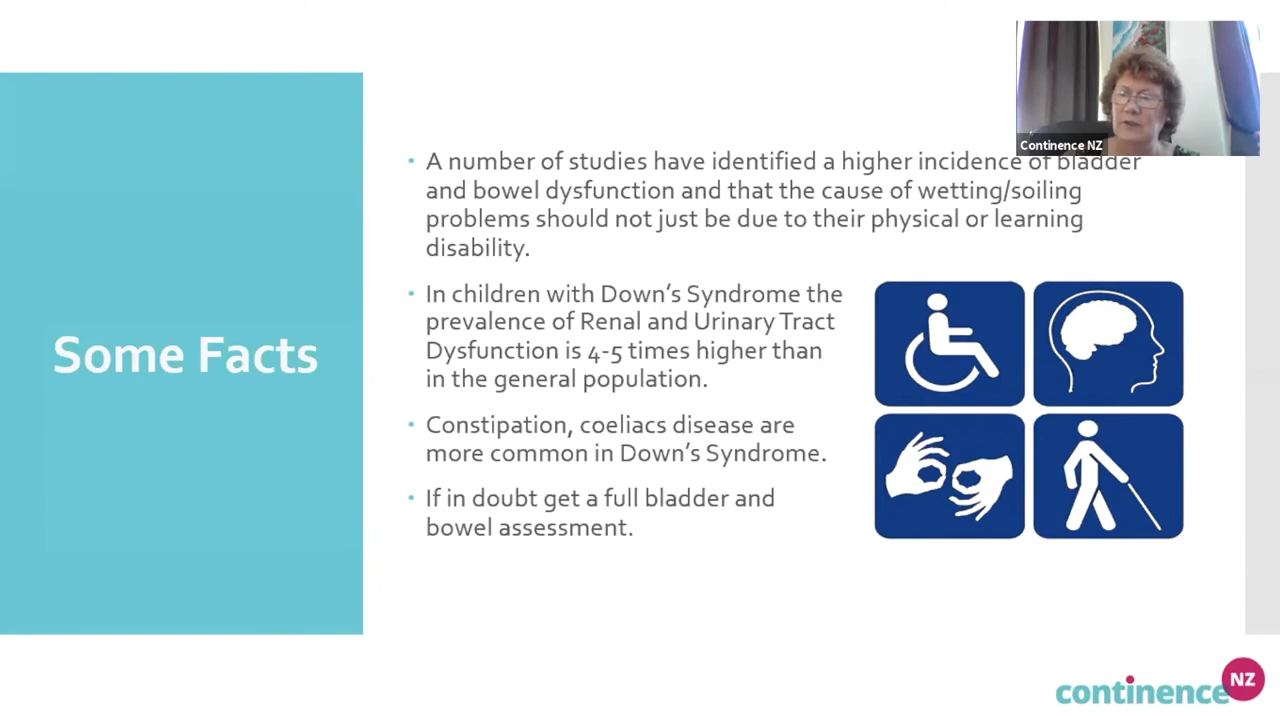 Continence NZ
A number of studies have identified a higher incidence of bladder
and bowel dysfunction and that the cause of wetting/soiling
problems should not just be due to their physical or learning
disability.
In children with Down's Syndrome the
prevalence of Renal and Urinary Tract
Dysfunction is 4-5 times higher than
in the general population.
Some Facts
Constipation, coeliacs disease are
more common in Down's Syndrome.
If in doubt get a full bladder and
bowel assessment.
continence NZ